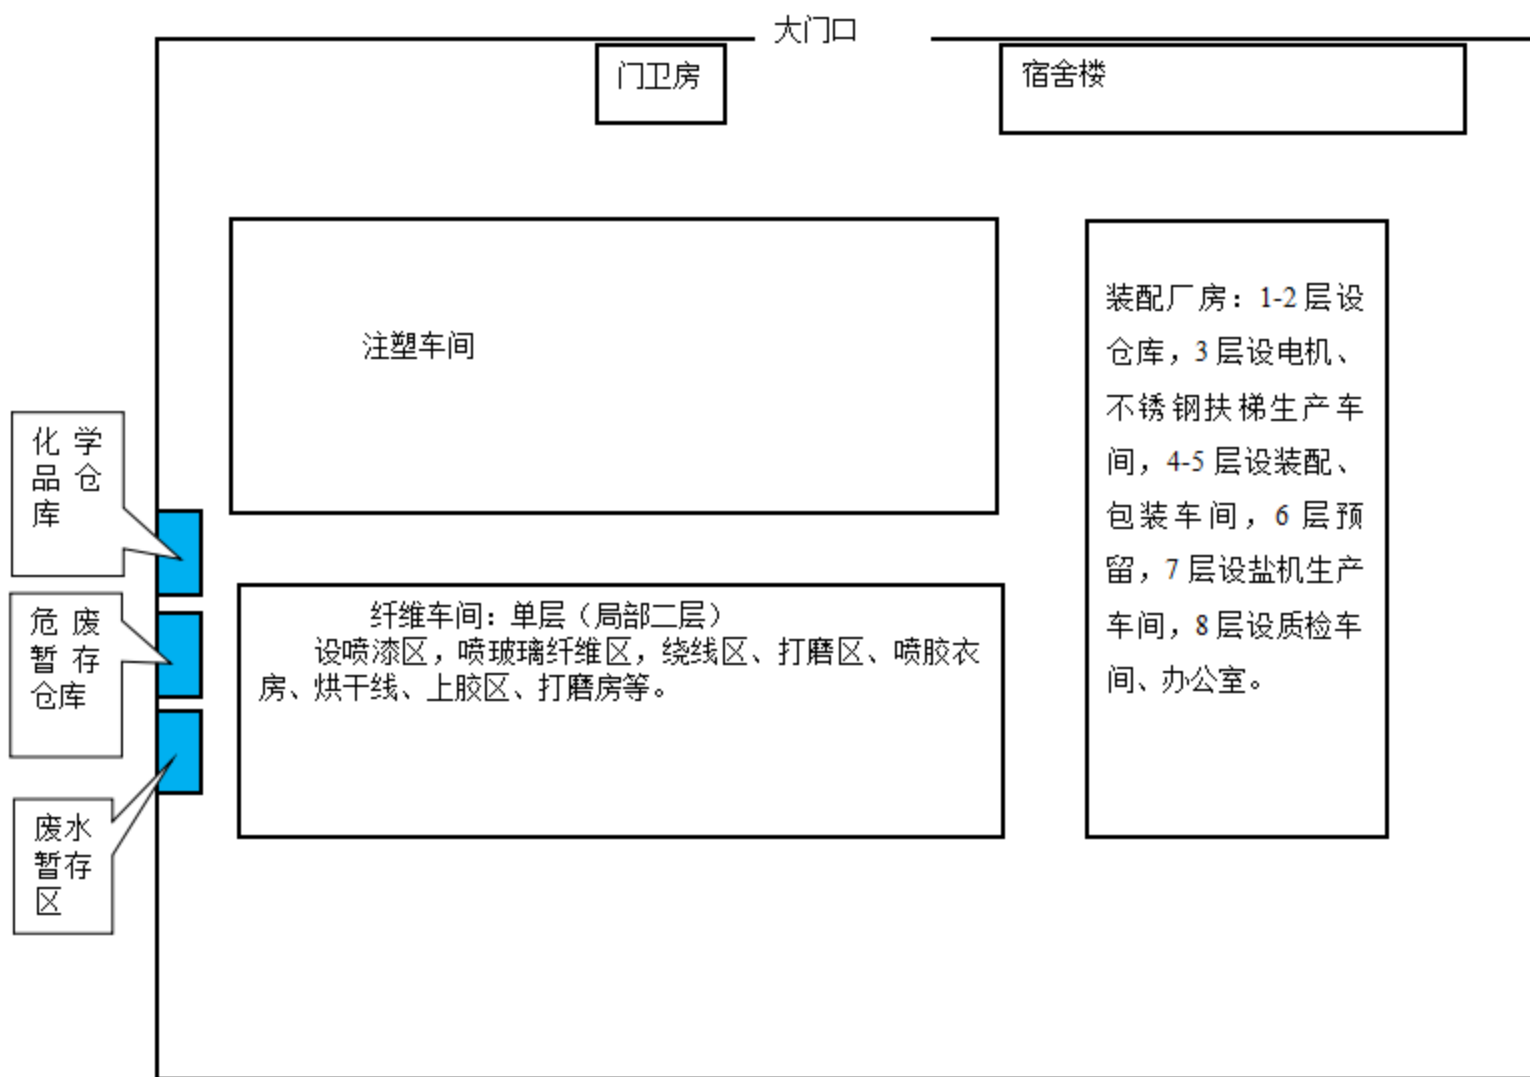 大门口
门卫房
宿舍楼
注塑车间
装配厂房：1-2 层设
仓库，3 层设电机、
不锈钢扶梯生产车
间，4-5 层设装配、
包装车间，6 层预
留，7 层设盐机生产
车间，8 层设质检车
间、办公室。
化学
品仓
库
危废
暂存
仓库
废水
暂存
区
纤维车间：单层（局部二层）
设喷漆区，喷玻璃纤维区，绕线区、打磨区、喷胶衣
房、烘干线、上胶区、打磨房等。